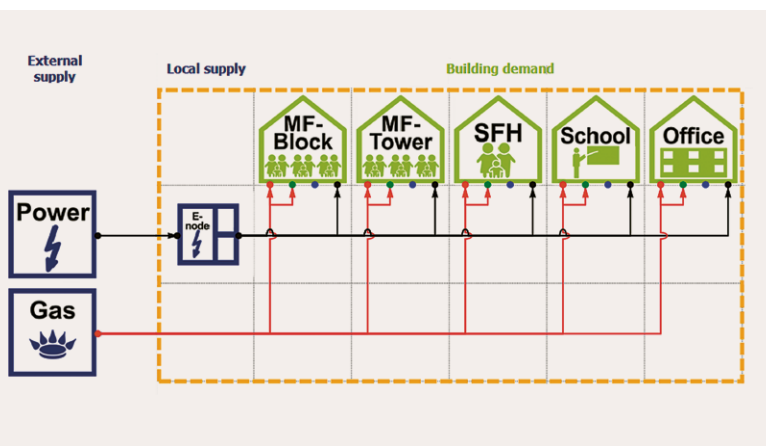 External
supply
Local supply
Building demand
MF-
Block
MF-
Tower
SFH
School
Office
Power
E-
node
Gas